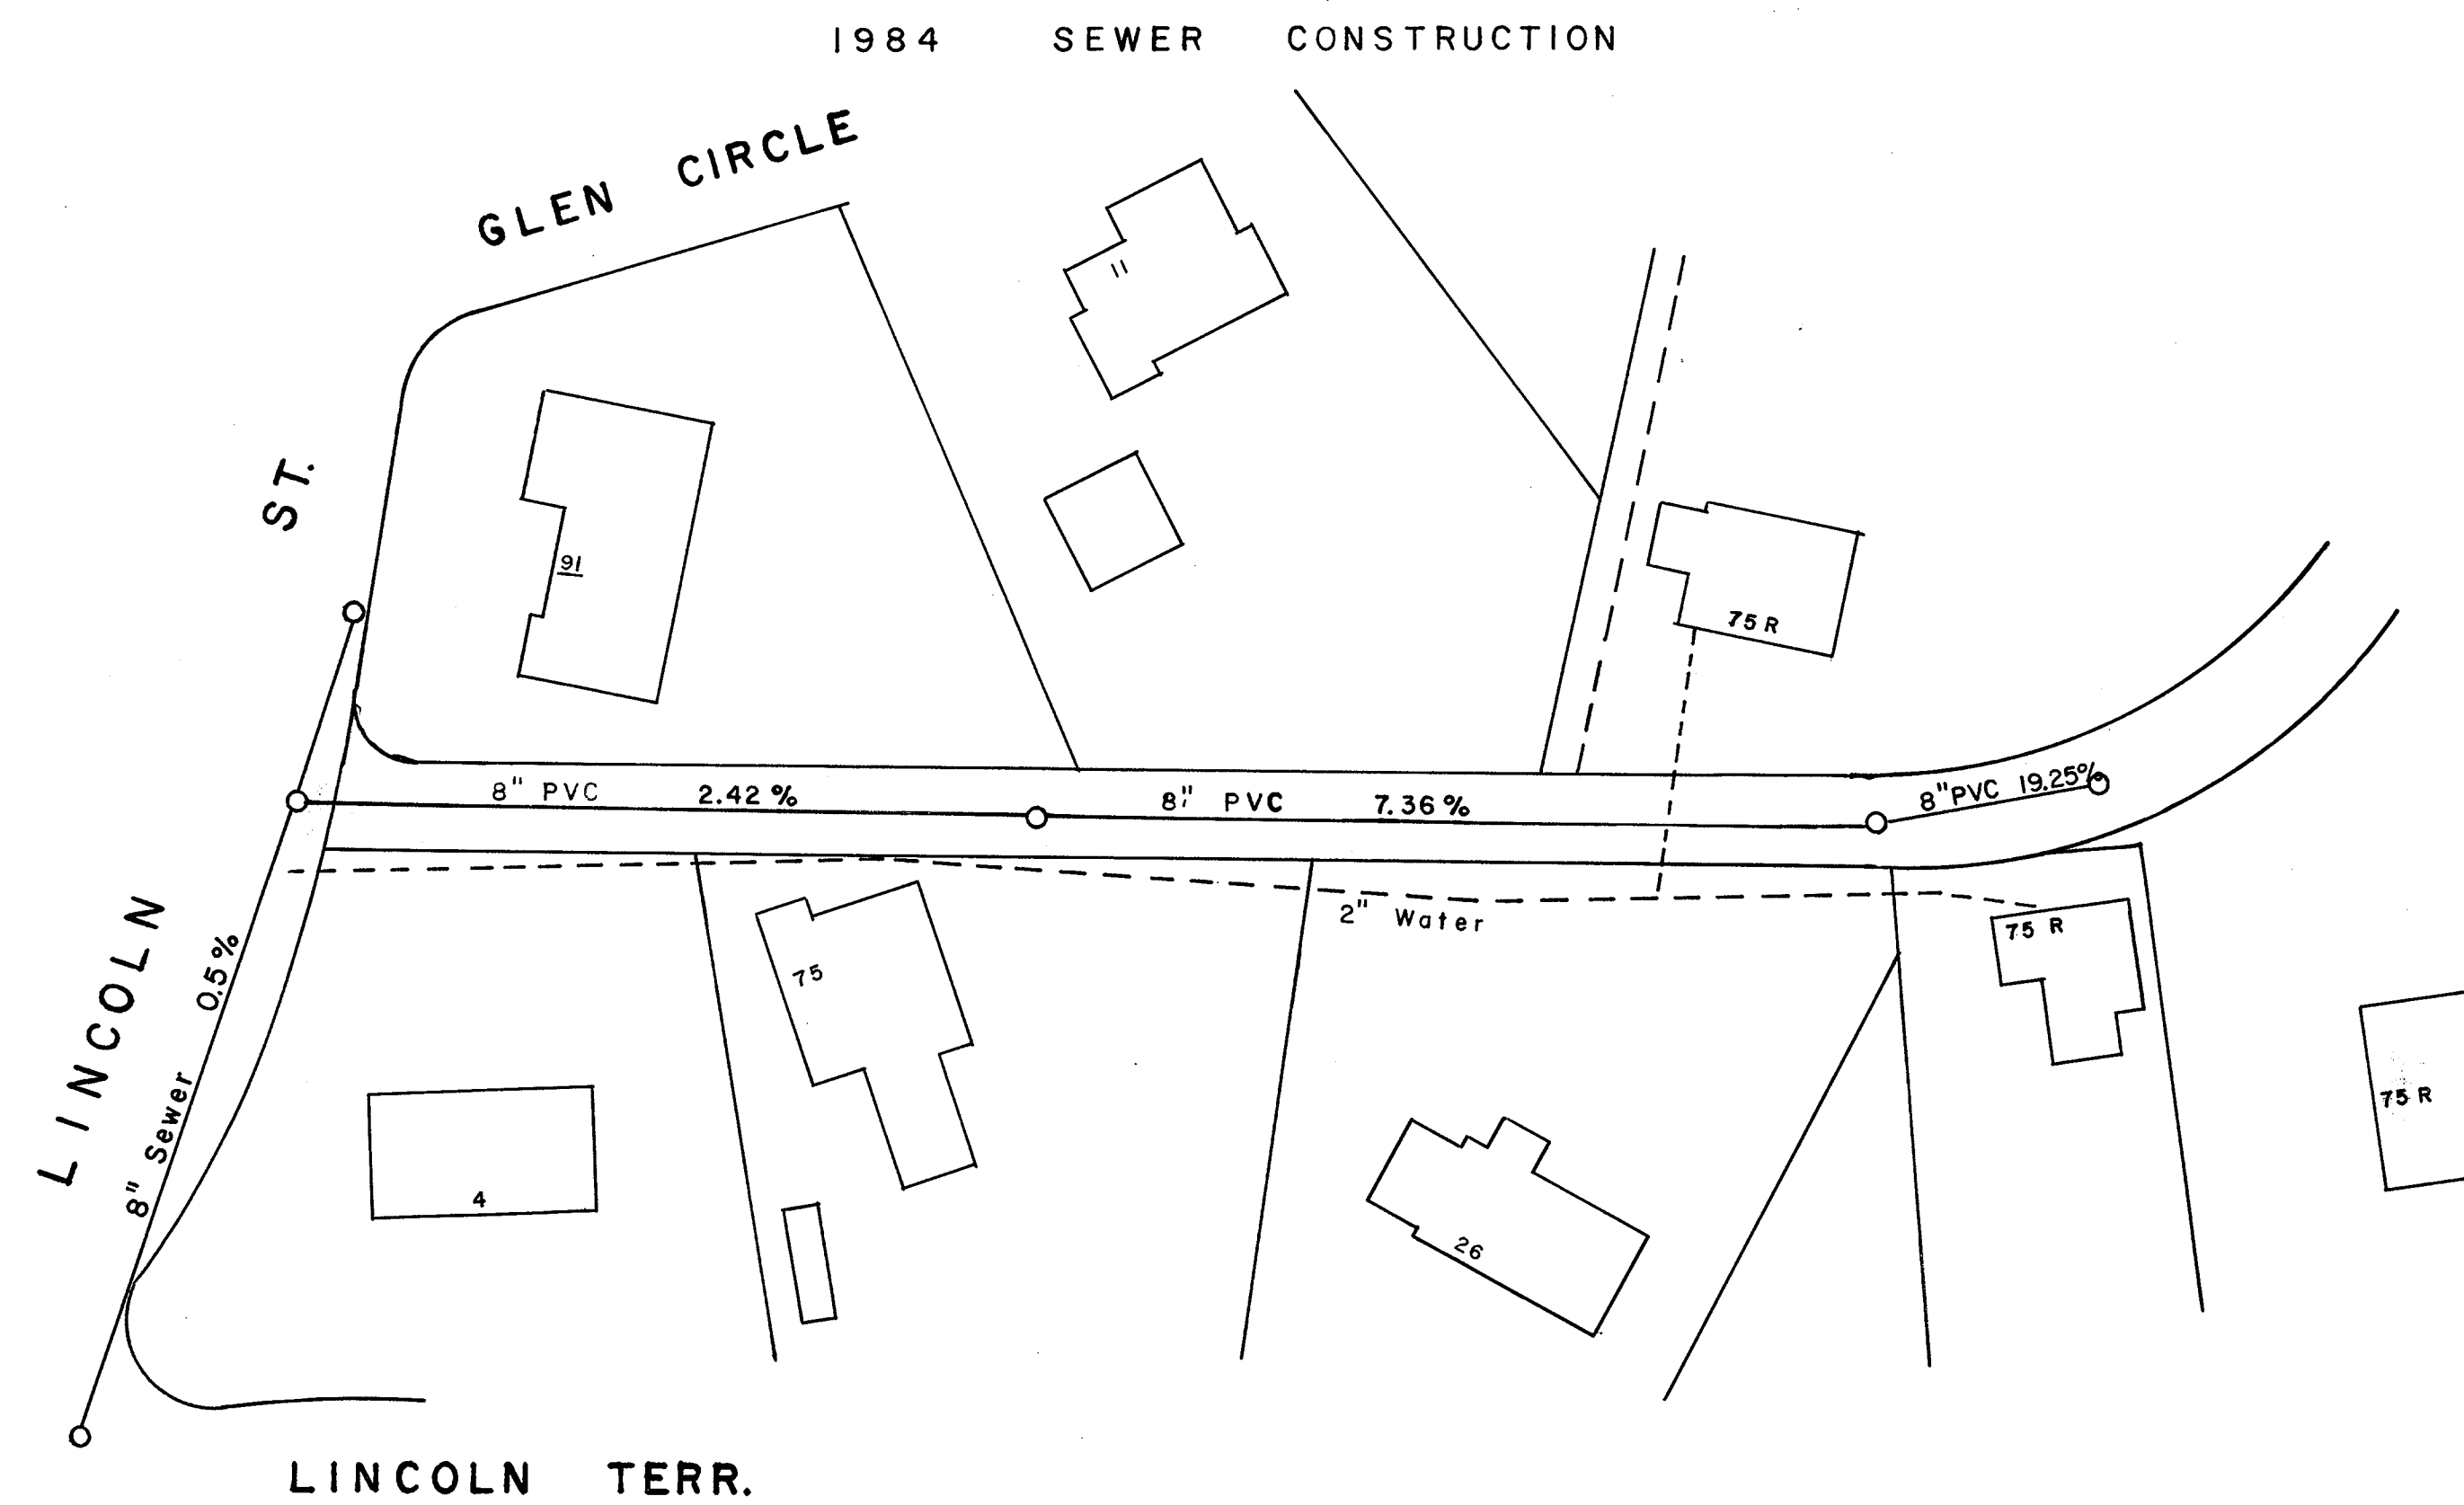 1984 SEWER CONSTRUCTION
GLEN CIRCLE
11
ST.
91
75 R
8" PVC 2.42 %
8" PVC 7.36 %
8" PVC 19.25%
2" Water
LINCOLN
0.5%
8" Sewer
75
75 R
75 R
4
26
LINCOLN TERR.